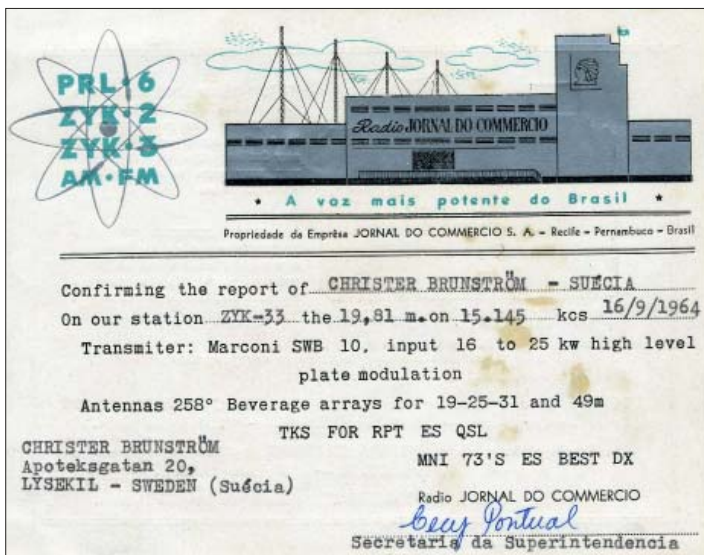 PRL·6
ZYK·2
ZYK·3
AM·FM
Radio JORNAL DO COMMERCIO
* A voz mais potente do Brasil *
Propriedade da Emprêsa JORNAL DO COMMERCIO S. A. - Recife - Pernambuco - Brasil
Confirming the report of CHRISTER BRUNSTRÖM - SUÉCIA
On our station ZYK-33 the 19,81 m. on 15.145 kcs 16/9/1964
Transmiter: Marconi SWB 10, input 16 to 25 kw high level
plate modulation
Antennas 258° Beverage arrays for 19-25-31 and 49m
TKS FOR RPT ES QSL
CHRISTER BRUNSTRÖM
Apoteksgatan 20,
LYSEKIL - SWEDEN (Suécia)
MNI 73'S ES BEST DX
Radio JORNAL DO COMMERCIO
Cecy Pontual
Secretaria da Superintendencia